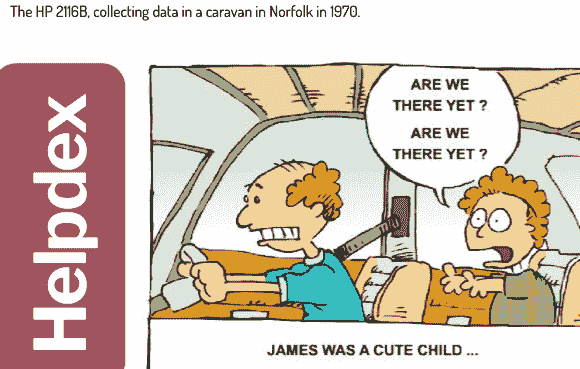 The HP 2116B, collecting data in a caravan in Norfolk in 1970.
Helpdex
ARE WE
THERE YET ?
ARE WE
THERE YET ?
JAMES WAS A CUTE CHILD ...